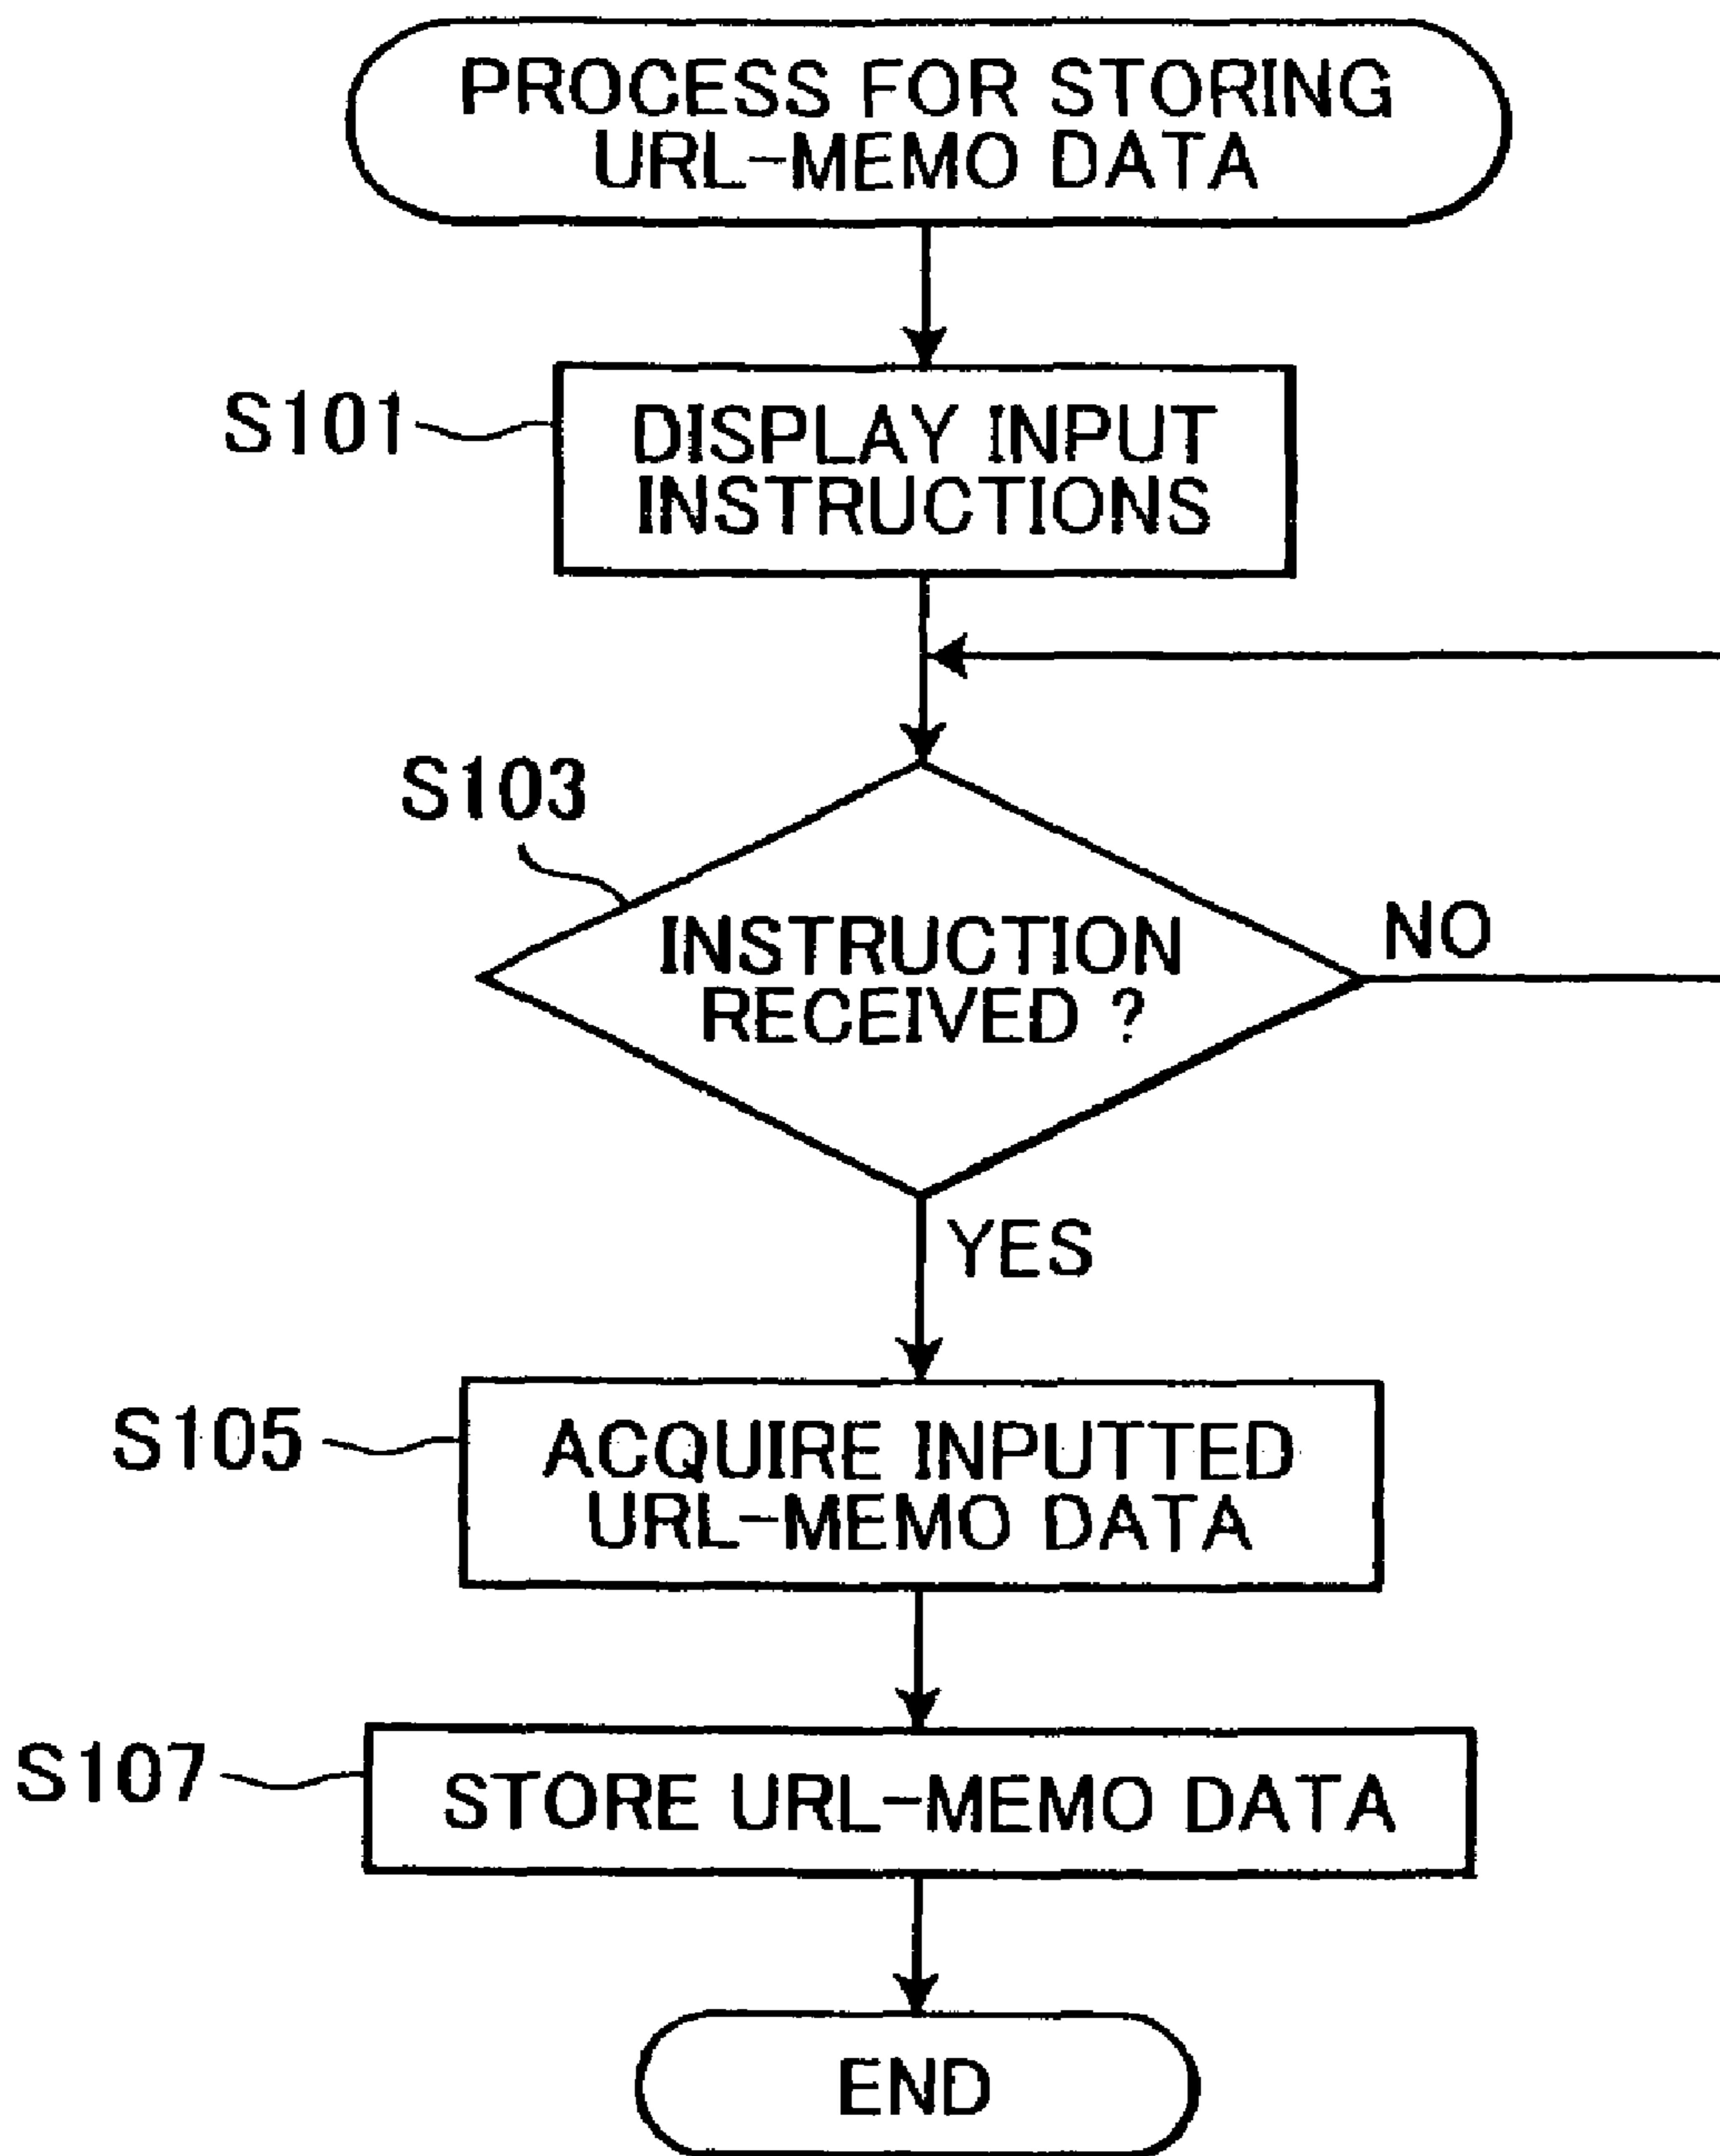 PROCESS FOR STORING
URL-MEMO DATA
S101
DISPLAY INPUT
INSTRUCTIONS
S103
INSTRUCTION
RECEIVED ?
NO
YES
S105
ACQUIRE INPUTTED
URL-MEMO DATA
S107
STORE URL-MEMO DATA
END